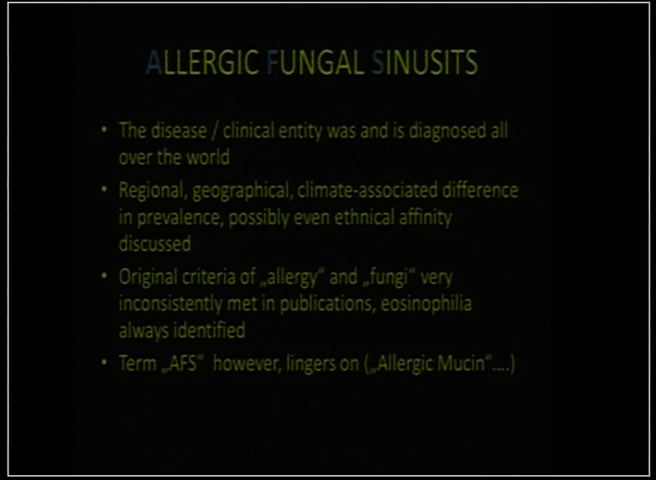 ALLERGIC FUNGAL SINUSITS
• The disease / clinical entity was and is diagnosed all
over the world
• Regional, geographical, climate-associated difference
in prevalence, possibly even ethnical affinity
discussed
• Original criteria of „allergy“ and „fungi“ very
inconsistently met in publications, eosinophilia
always identified
• Term „AFS“ however, lingers on („Allergic Mucin“....)